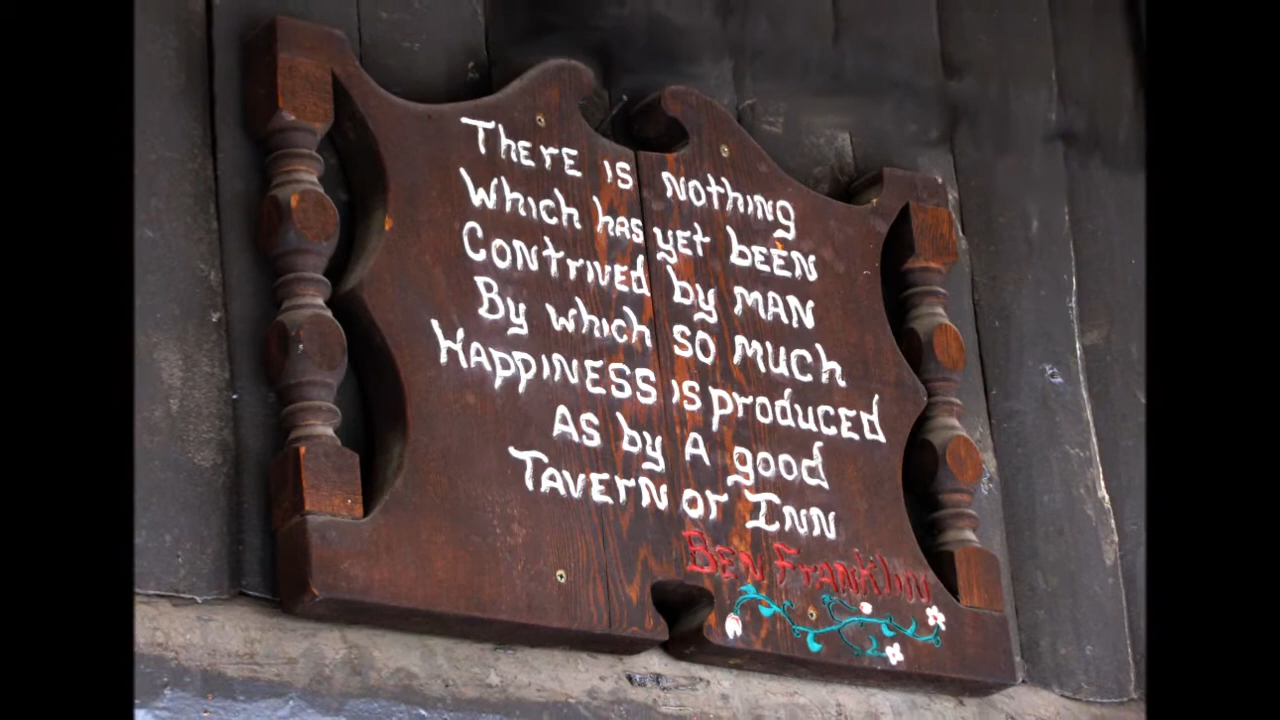 There is nothing
Which has yet been
Contrived by man
By which so much
Happiness is produced
As by a good
Tavern or Inn
Ben Franklin